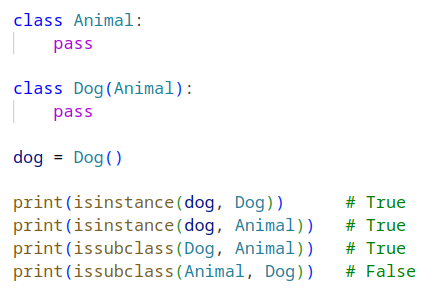 class Animal:
    pass

class Dog(Animal):
    pass

dog = Dog()

print(isinstance(dog, Dog))      # True
print(isinstance(dog, Animal))   # True
print(issubclass(Dog, Animal))   # True
print(issubclass(Animal, Dog))   # False